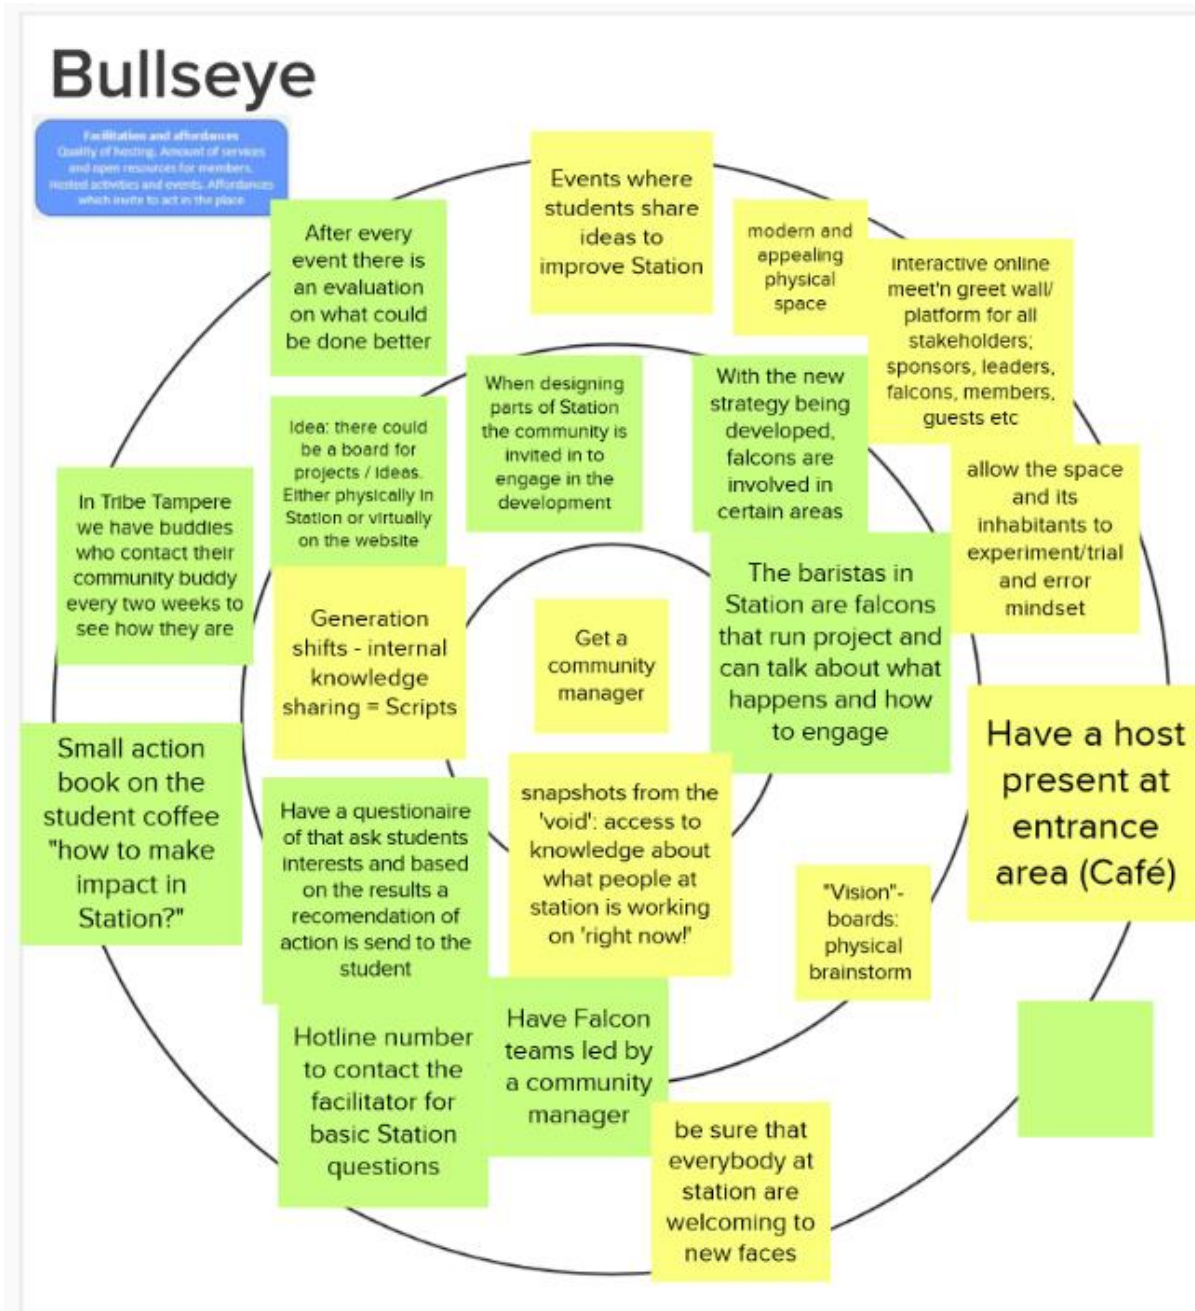 Bullseye
Facilitation and affordances
Quality of hosting. Amount of services
and open resources for members.
Hosted activities and events. Affordances
which invite to act in the place
Events where
students share
ideas to
improve Station
After every
event there is
an evaluation
on what could
be done better
modern and
appealing
physical
space
interactive online
meet'n greet wall/
platform for all
stakeholders;
sponsors, leaders,
falcons, members,
guests etc
When designing
parts of Station
the community is
invited in to
engage in the
development
With the new
strategy being
developed,
falcons are
involved in
certain areas
Idea: there could
be a board for
projects / ideas.
Either physically in
Station or virtually
on the website
In Tribe Tampere
we have buddies
who contact their
community buddy
every two weeks to
see how they are
allow the space
and its
inhabitants to
experiment/trial
and error
mindset
The baristas in
Station are falcons
that run project and
can talk about what
happens and how
to engage
Generation
shifts - internal
knowledge
sharing = Scripts
Get a
community
manager
Have a host
present at
entrance
area (Café)
Small action
book on the
student coffee
"how to make
impact in
Station?"
Have a questionaire
of that ask students
interests and based
on the results a
recomendation of
action is send to the
student
snapshots from the
'void': access to
knowledge about
what people at
station is working
on 'right now!'
"Vision"-
boards:
physical
brainstorm
Hotline number
to contact the
facilitator for
basic Station
questions
Have Falcon
teams led by
a community
manager
be sure that
everybody at
station are
welcoming to
new faces